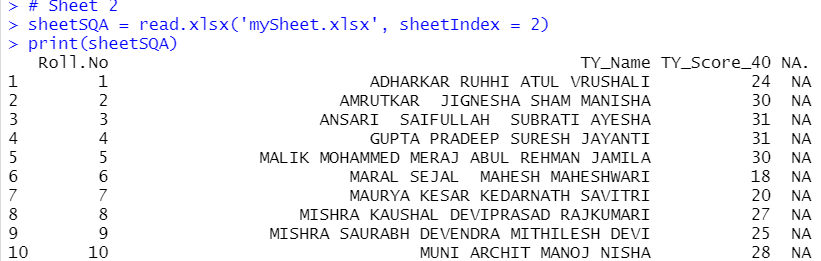 > # Sheet 2
> sheetSQA = read.xlsx('mySheet.xlsx', sheetIndex = 2)
> print(sheetSQA)
Roll.No TY_Name TY_Score_40 NA.
1 1 ADHARKAR RUHHI ATUL VRUSHALI 24 NA
2 2 AMRUTKAR  JIGNESHA SHAM MANISHA 30 NA
3 3 ANSARI  SAIFULLAH  SUBRATI AYESHA 31 NA
4 4 GUPTA PRADEEP SURESH JAYANTI 31 NA
5 5 MALIK MOHAMMED MERAJ ABUL REHMAN JAMILA 30 NA
6 6 MARAL SEJAL  MAHESH MAHESHWARI 18 NA
7 7 MAURYA KESAR KEDARNATH SAVITRI 20 NA
8 8 MISHRA KAUSHAL DEVIPRASAD RAJKUMARI 27 NA
9 9 MISHRA SAURABH DEVENDRA MITHILESH DEVI 25 NA
10 10 MUNI ARCHIT MANOJ NISHA 28 NA